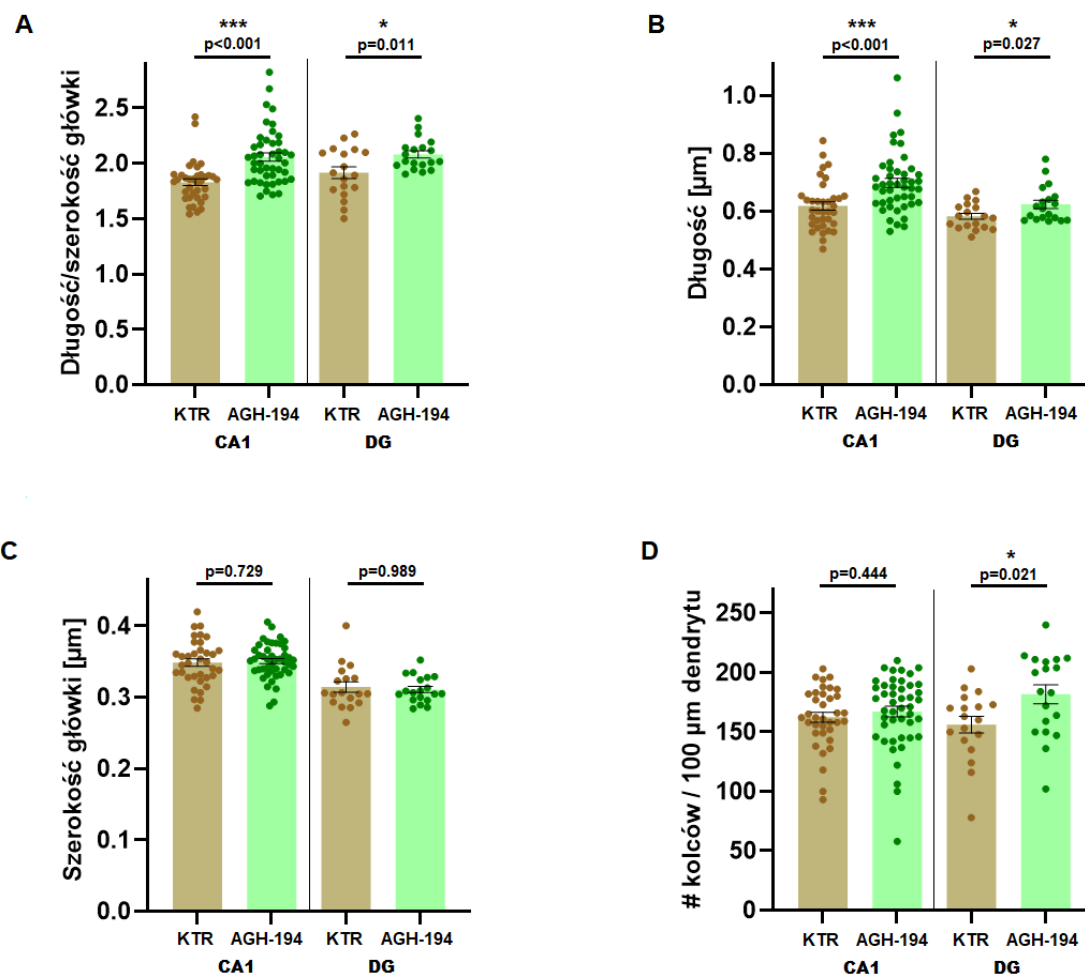 A
***
*
p<0.001
p=0.011
Długość/szerokość główki
2.5
2.0
1.5
1.0
0.5
0.0
KTR AGH-194 KTR AGH-194
CA1 DG
B
***
*
p<0.001
p=0.027
Długość [µm]
1.0
0.8
0.6
0.4
0.2
0.0
KTR AGH-194 KTR AGH-194
CA1 DG
C
p=0.729
p=0.989
Szerokość główki [µm]
0.4
0.3
0.2
0.1
0.0
KTR AGH-194 KTR AGH-194
CA1 DG
D
*
p=0.444
p=0.021
# kolców / 100 µm dendrytu
250
200
150
100
50
0
KTR AGH-194 KTR AGH-194
CA1 DG